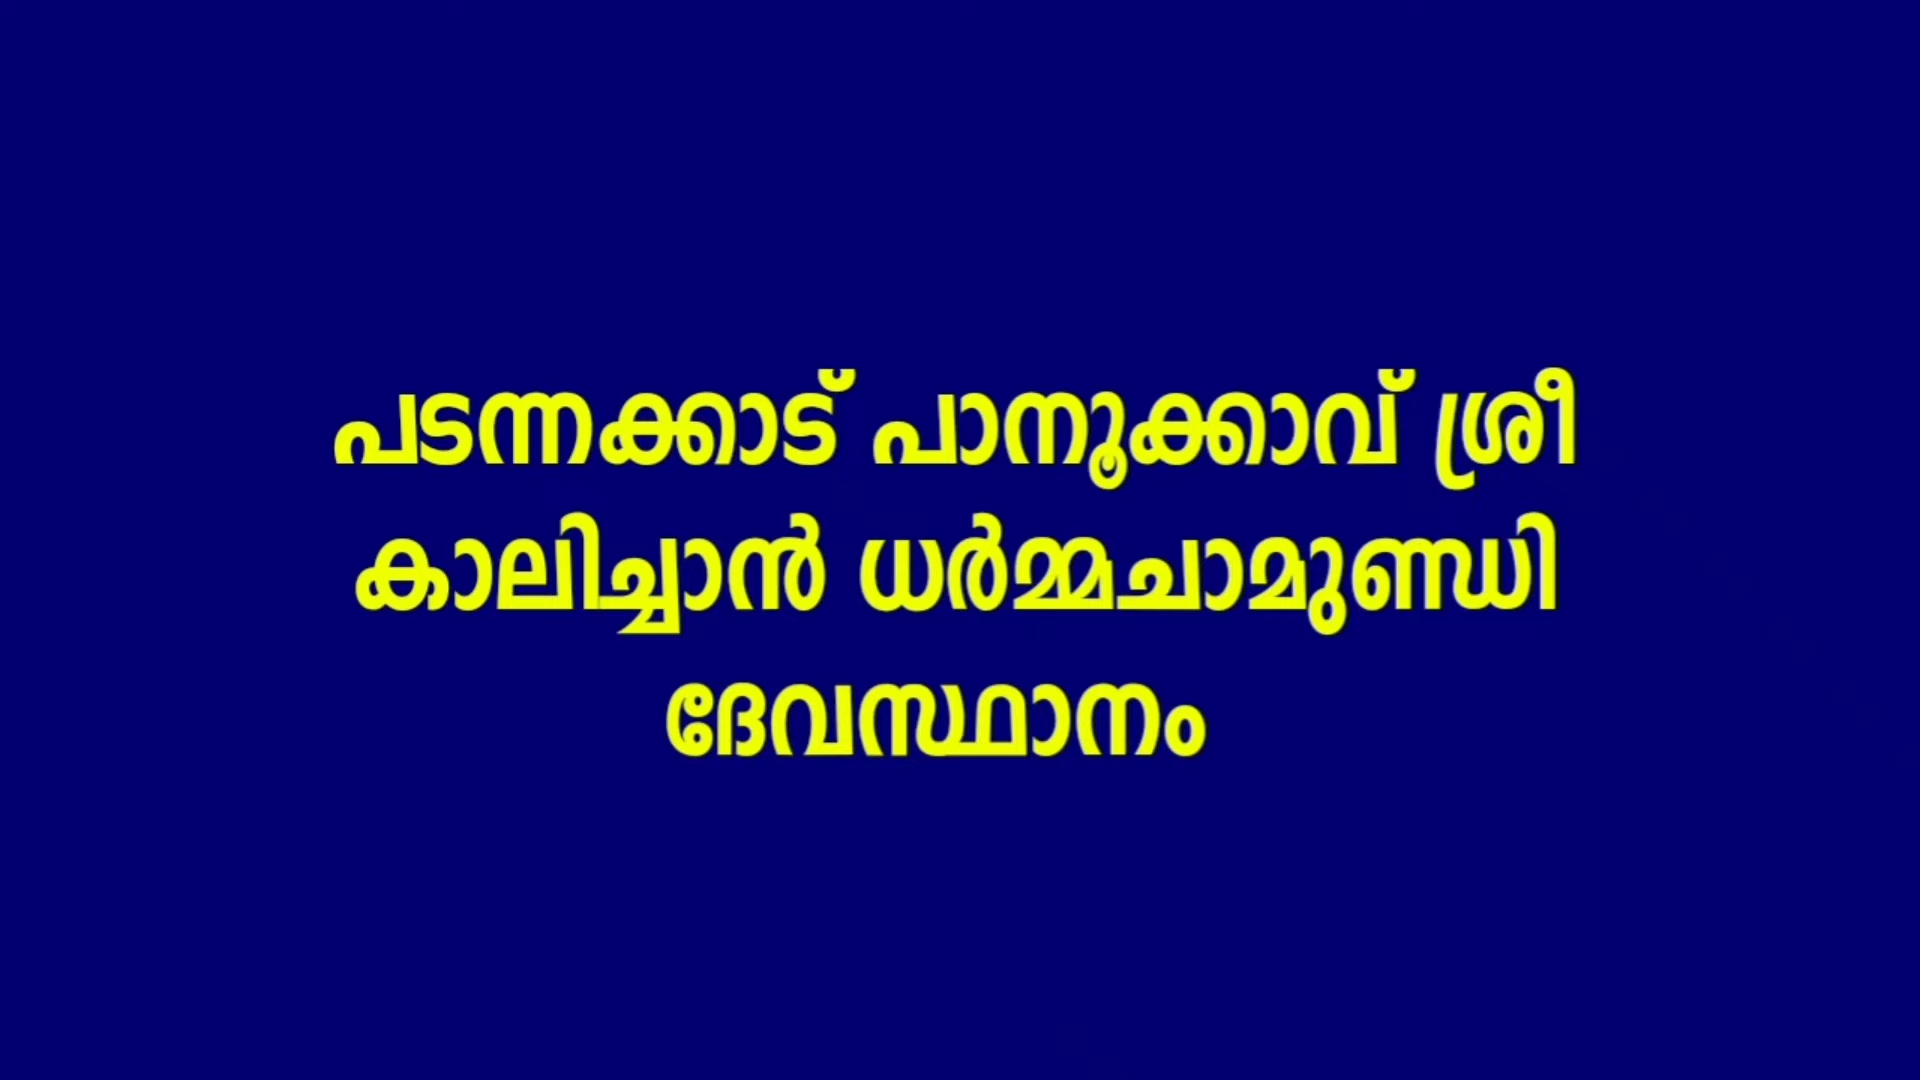 പടന്നക്കാട് പാനൂക്കാവ് ശ്രീ
കാലിച്ചാൻ ധർമ്മചാമുണ്ഡി
ദേവസ്ഥാനം